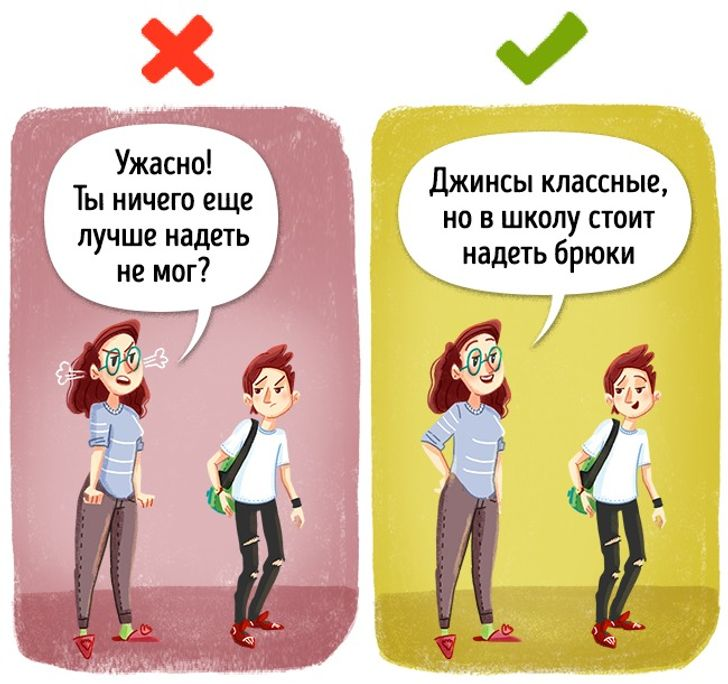 Ужасно!
Ты ничего еще
лучше надеть
не мог?
Джинсы классные,
но в школу стоит
надеть брюки